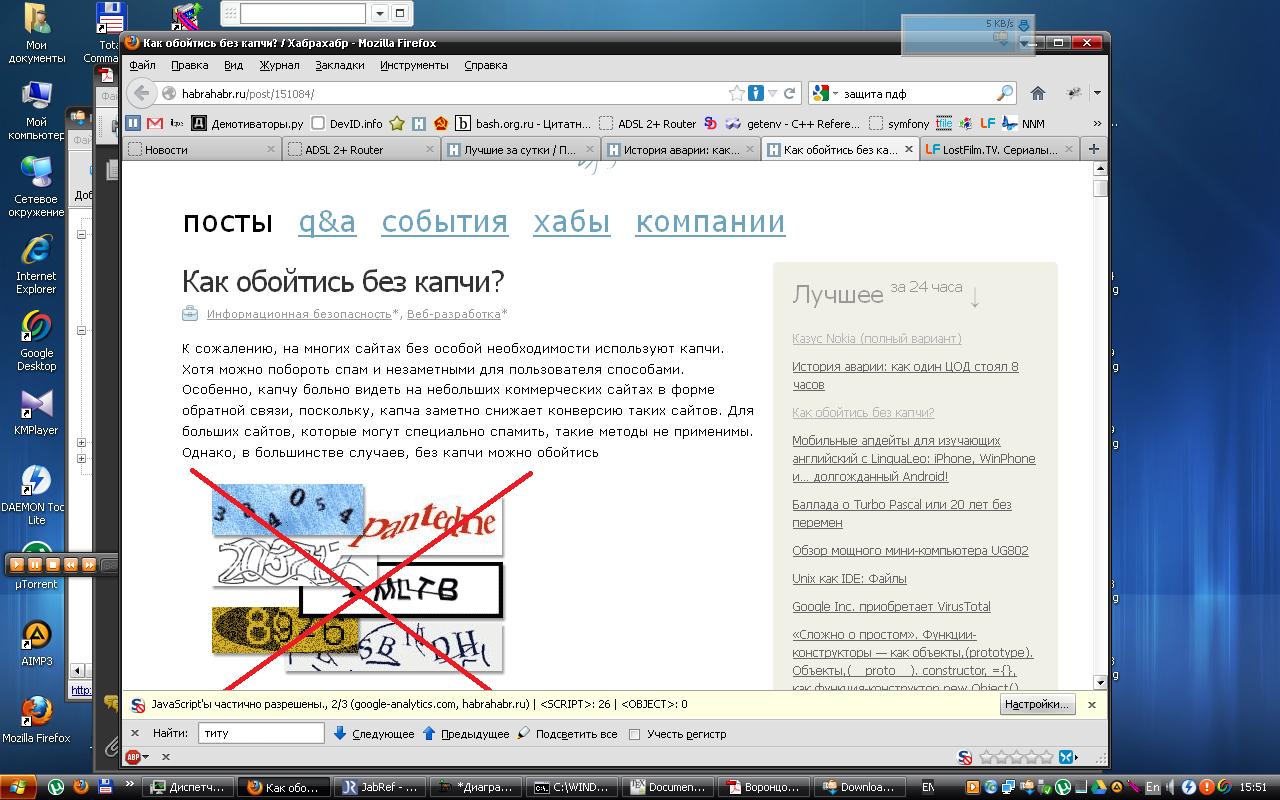 Мои документы
Tota
Comma
5 KB/s
Как обойтись без капчи? / Хабрахабр - Mozilla Firefox
Файл Правка Вид Журнал Закладки Инструменты Справка
habrahabr.ru/post/151084/
защита пдф
Мой компьютер
Демотиваторы.ру DevID.info bash.org.ru - Цитатн... ADSL 2+ Router getenv - C++ Refere... symfony file LF NNM »
Новости ADSL 2+ Router Лучшие за сутки / П... История аварии: как... Как обойтись без ка... LostFilm.TV. Сериалы...
Сетевое окружение
Доб
посты q&a события хабы компании
Internet Explorer
Как обойтись без капчи?
Информационная безопасность*, Веб-разработка*
К сожалению, на многих сайтах без особой необходимости используют капчи.
Хотя можно побороть спам и незаметными для пользователя способами.
Особенно, капчу больно видеть на небольших коммерческих сайтах в форме
обратной связи, поскольку, капча заметно снижает конверсию таких сайтов. Для
больших сайтов, которые могут специально спамить, такие методы не применимы.
Однако, в большинстве случаев, без капчи можно обойтись
pantedne
MLTB
8926
Лучшее за 24 часа ↓
Казус Nokia (полный вариант)
История аварии: как один ЦОД стоял 8
часов
Как обойтись без капчи?
Мобильные апдейты для изучающих
английский с LinguaLeo: iPhone, WinPhone
и... долгожданный Android!
Баллада о Turbo Pascal или 20 лет без
перемен
Обзор мощного мини-компьютера UG802
Unix как IDE: Файлы
Google Inc. приобретает VirusTotal
«Сложно о простом». Функции-
конструкторы — как объекты,(prototype).
Объекты,(__proto__). constructor, ={},
как функция-конструктор new Object()
Google Desktop
KMPlayer
DAEMON Too
Lite
µTorrent
AIMP3
http:
Mozilla Firefox
JavaScript'ы частично разрешены., 2/3 (google-analytics.com, habrahabr.ru) | <SCRIPT>: 26 | <OBJECT>: 0 Настройки...
Найти: титу Следующее Предыдущее Подсветить все Учесть регистр
ABP
» Диспетч... Как обо... JabRef - ... *Диагра... C:\WIND... Documen... Воронцо... Downloa... EN En 15:51